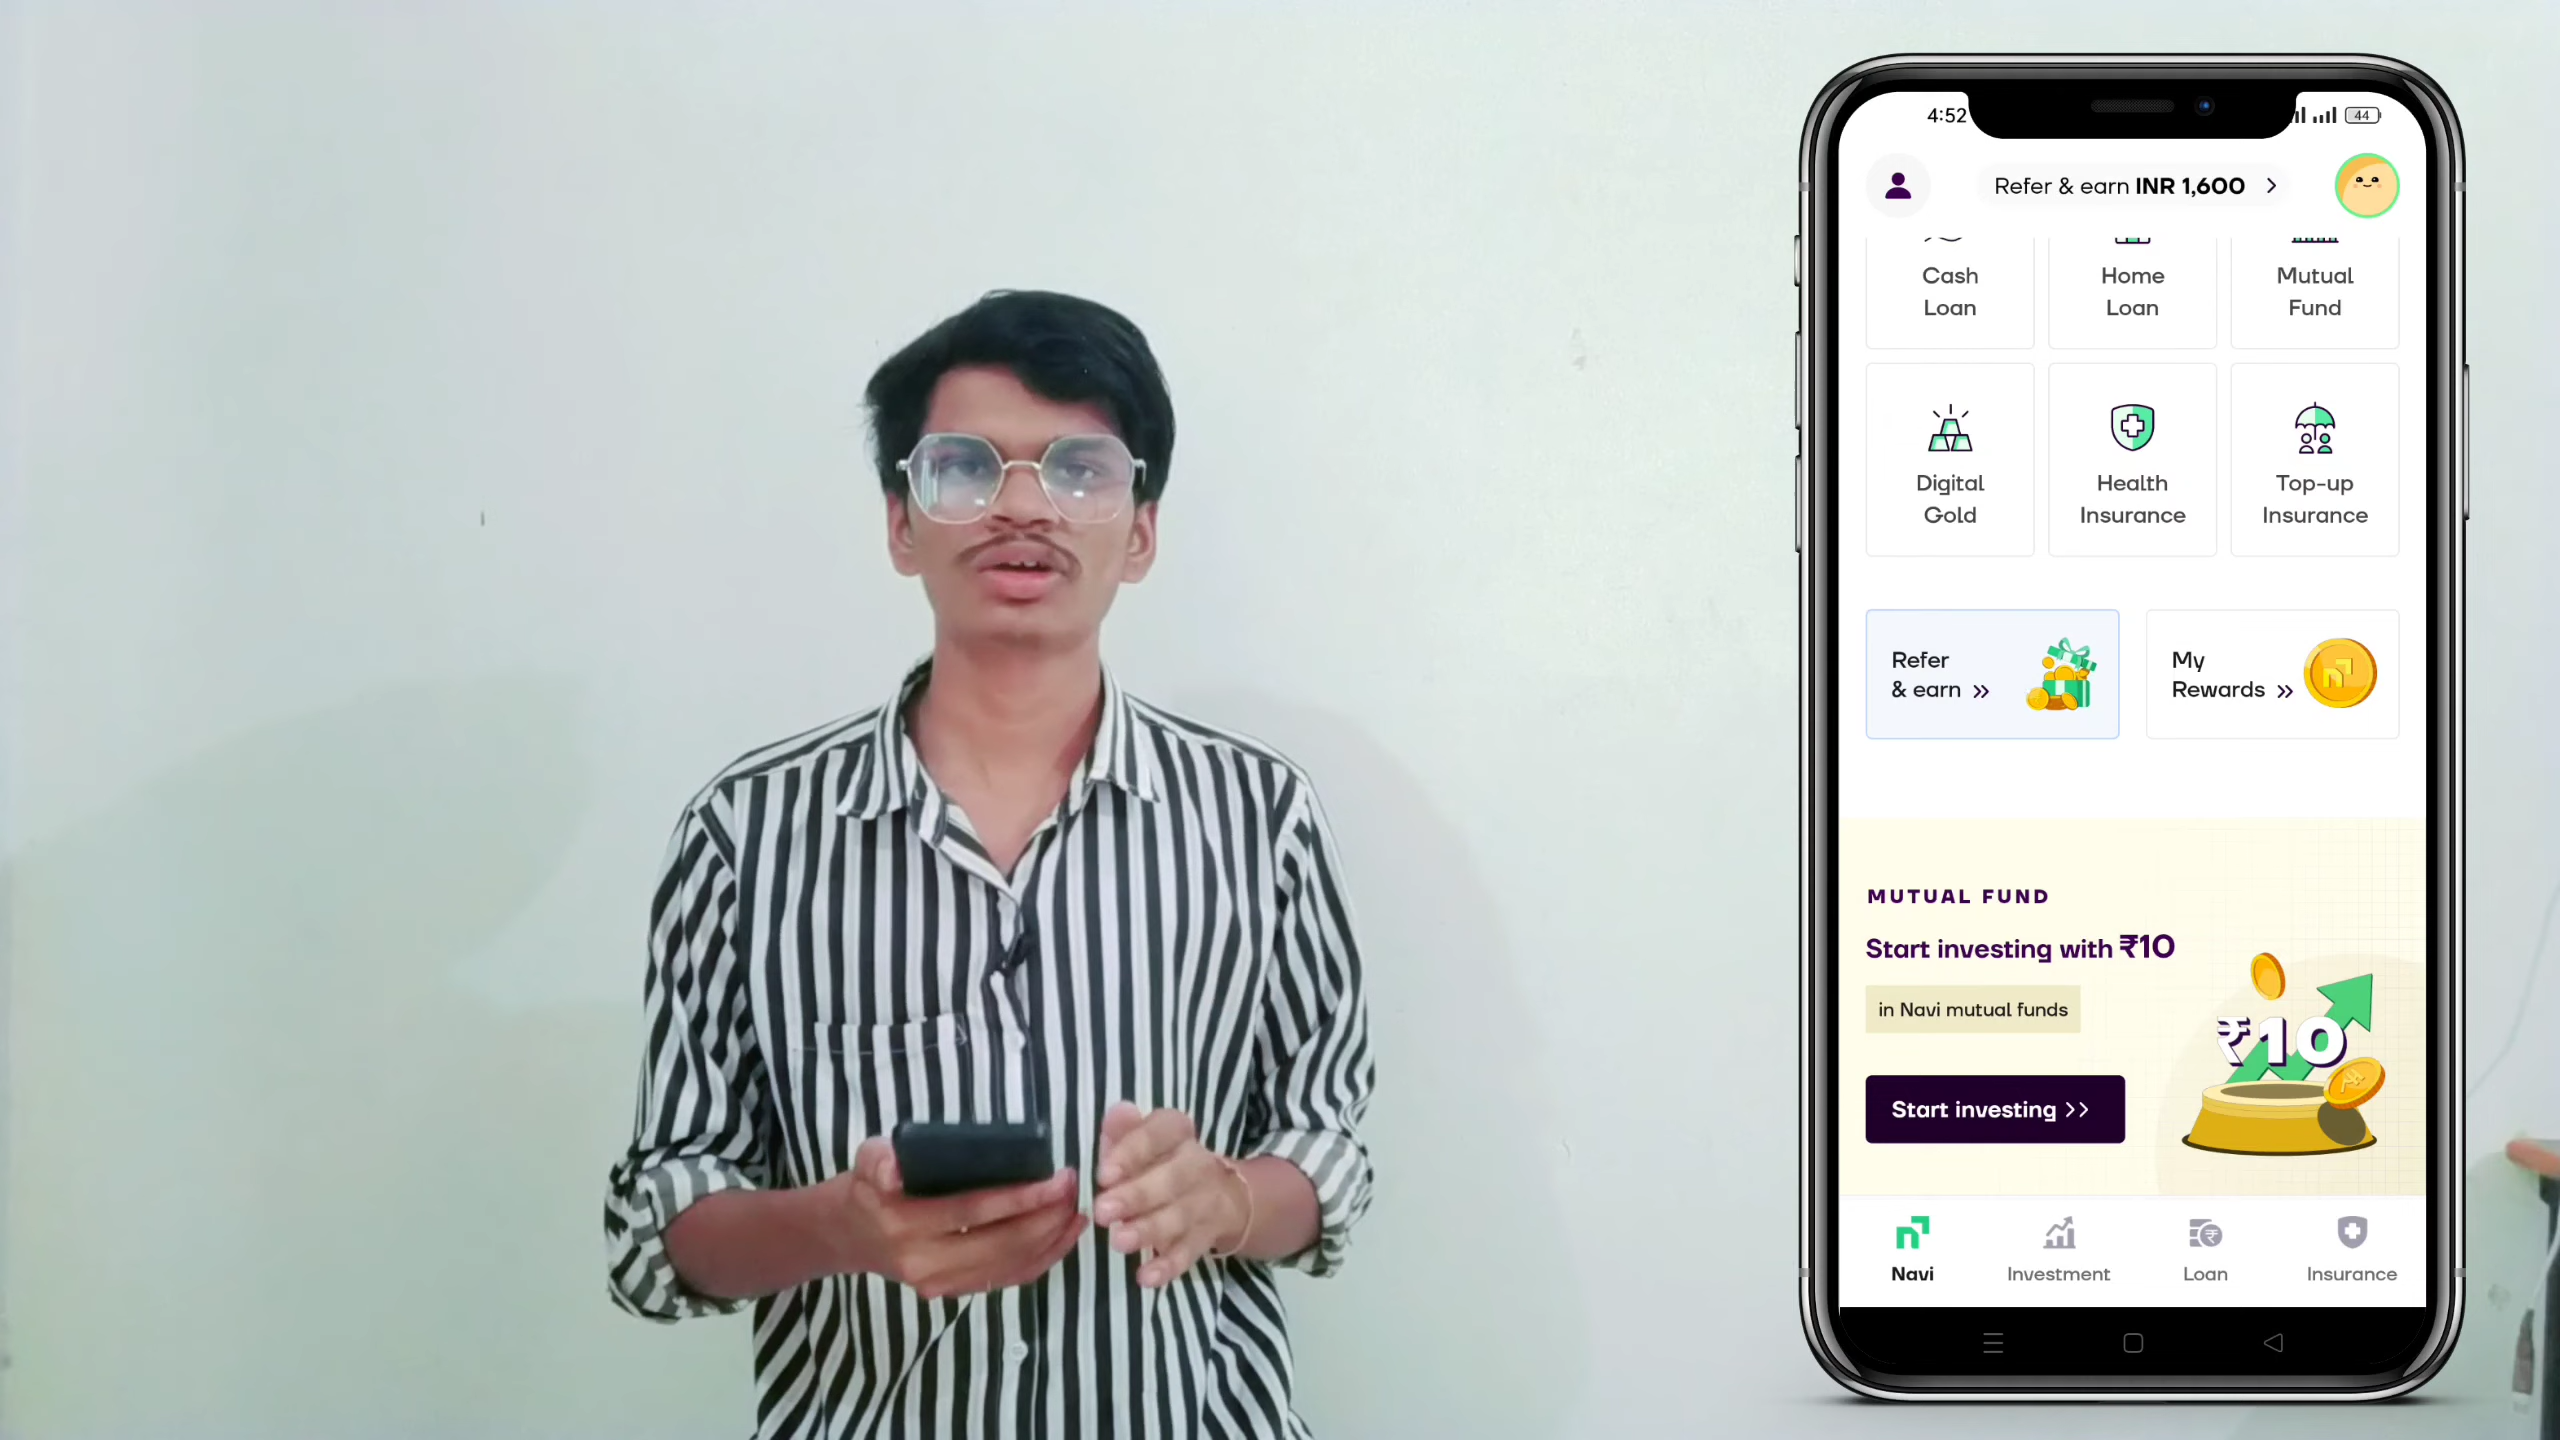 4:52
44
Refer & earn INR 1,600
Cash
Loan
Home
Loan
Mutual
Fund
Digital
Gold
Health
Insurance
Top-up
Insurance
Refer
& earn >>
My
Rewards >>
MUTUAL FUND
Start investing with ₹10
in Navi mutual funds
₹10
Start investing >>
Navi
Investment
Loan
Insurance